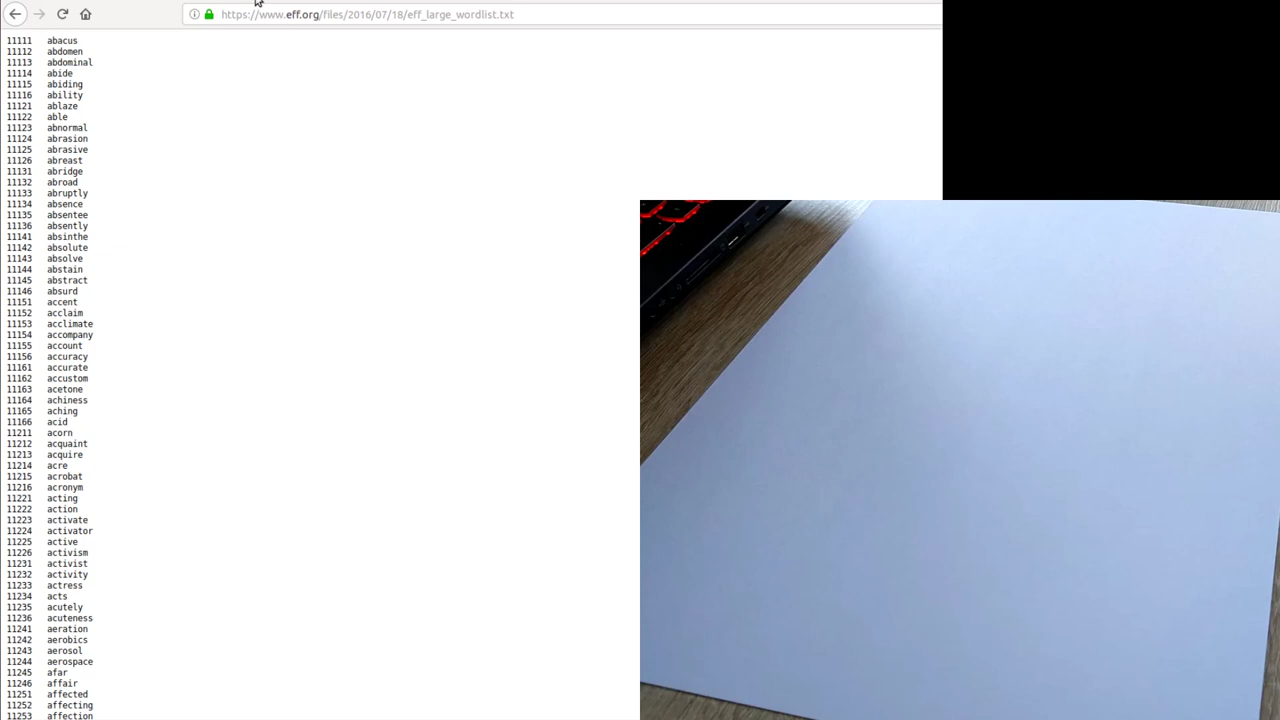 https://www.eff.org/files/2016/07/18/eff_large_wordlist.txt
11111 abacus
11112 abdomen
11113 abdominal
11114 abide
11115 abiding
11116 ability
11121 ablaze
11122 able
11123 abnormal
11124 abrasion
11125 abrasive
11126 abreast
11131 abridge
11132 abroad
11133 abruptly
11134 absence
11135 absentee
11136 absently
11141 absinthe
11142 absolute
11143 absolve
11144 abstain
11145 abstract
11146 absurd
11151 accent
11152 acclaim
11153 acclimate
11154 accompany
11155 account
11156 accuracy
11161 accurate
11162 accustom
11163 acetone
11164 achiness
11165 aching
11166 acid
11211 acorn
11212 acquaint
11213 acquire
11214 acre
11215 acrobat
11216 acronym
11221 acting
11222 action
11223 activate
11224 activator
11225 active
11226 activism
11231 activist
11232 activity
11233 actress
11234 acts
11235 acutely
11236 acuteness
11241 aeration
11242 aerobics
11243 aerosol
11244 aerospace
11245 afar
11246 affair
11251 affected
11252 affecting
11253 affection